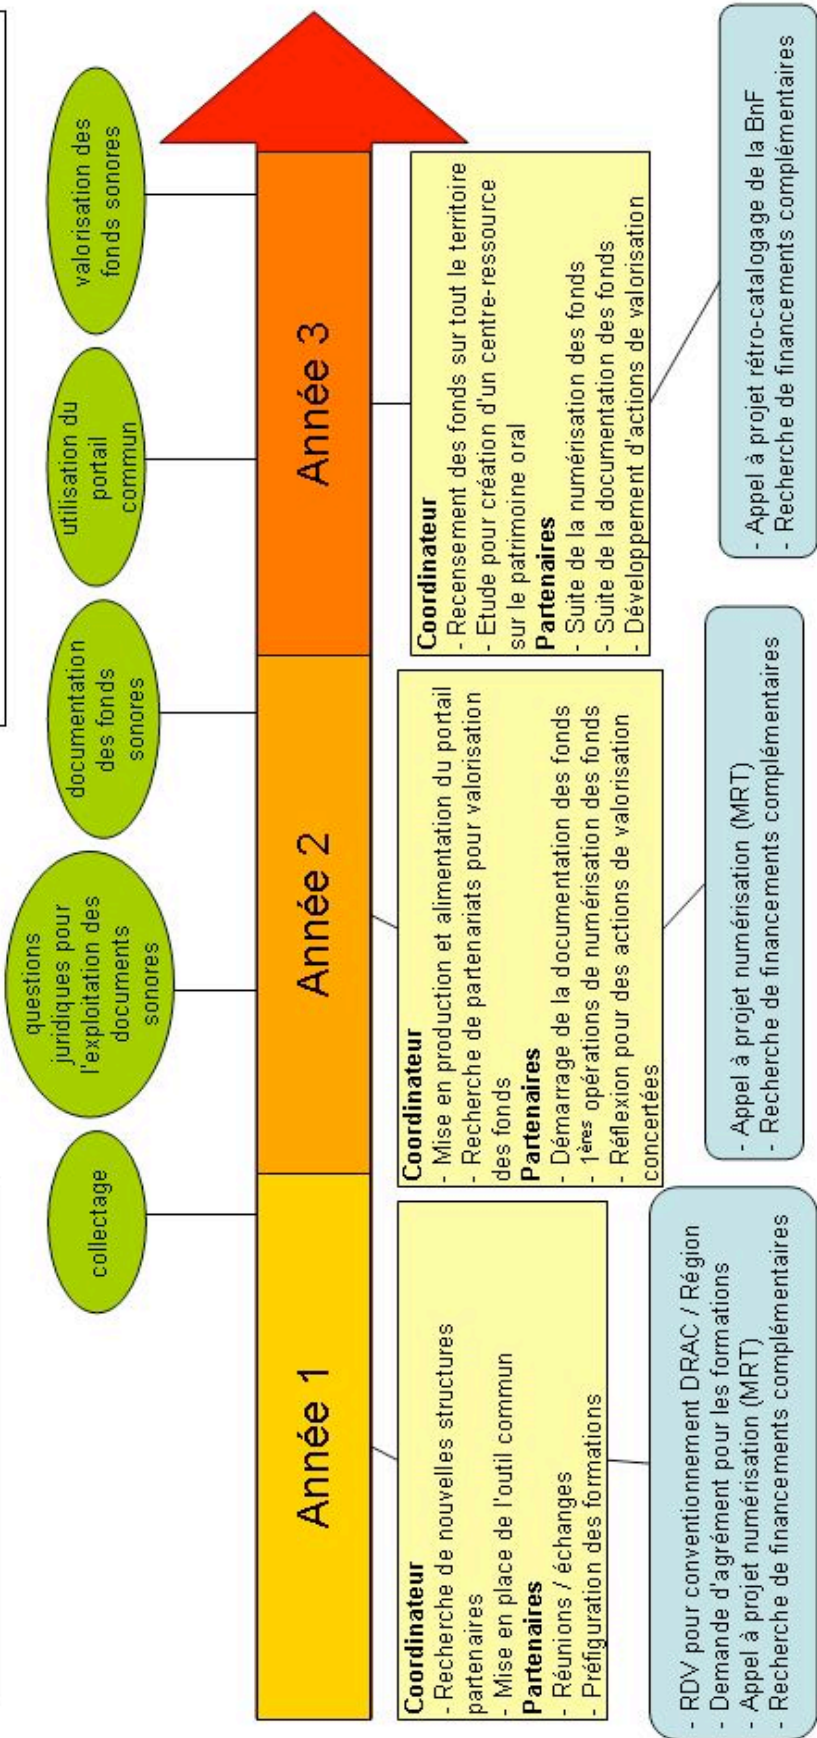 collectage
questions
juridiques pour
l'exploitation des
documents
sonores
documentation
des fonds
sonores
utilisation du
portail
commun
valorisation des
fonds sonores
Année 1
Année 2
Année 3
Coordinateur
- Recherche de nouvelles structures
partenaires
- Mise en place de l'outil commun
Partenaires
- Réunions / échanges
- Préfiguration des formations
Coordinateur
- Mise en production et alimentation du portail
- Recherche de partenariats pour valorisation
des fonds
Partenaires
- Démarrage de la documentation des fonds
- 1ères opérations de numérisation des fonds
- Réflexion pour des actions de valorisation
concertées
Coordinateur
- Recensement des fonds sur tout le territoire
- Etude pour création d'un centre-ressource
sur le patrimoine oral
Partenaires
- Suite de la numérisation des fonds
- Suite de la documentation des fonds
- Développement d'actions de valorisation
- RDV pour conventionnement DRAC / Région
- Demande d'agrément pour les formations
- Appel à projet numérisation (MRT)
- Recherche de financements complémentaires
- Appel à projet numérisation (MRT)
- Recherche de financements complémentaires
- Appel à projet rétro-catalogage de la BnF
- Recherche de financements complémentaires